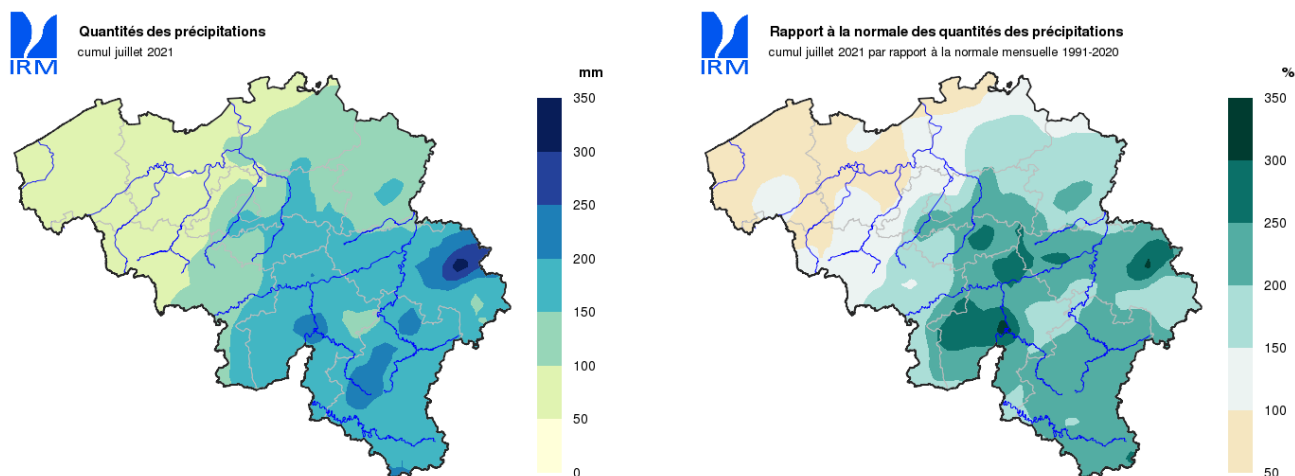 IRM
Quantités des précipitations
cumul juillet 2021
mm
350
300
250
200
150
100
50
0
IRM
Rapport à la normale des quantités des précipitations
cumul juillet 2021 par rapport à la normale mensuelle 1991-2020
%
350
300
250
200
150
100
50